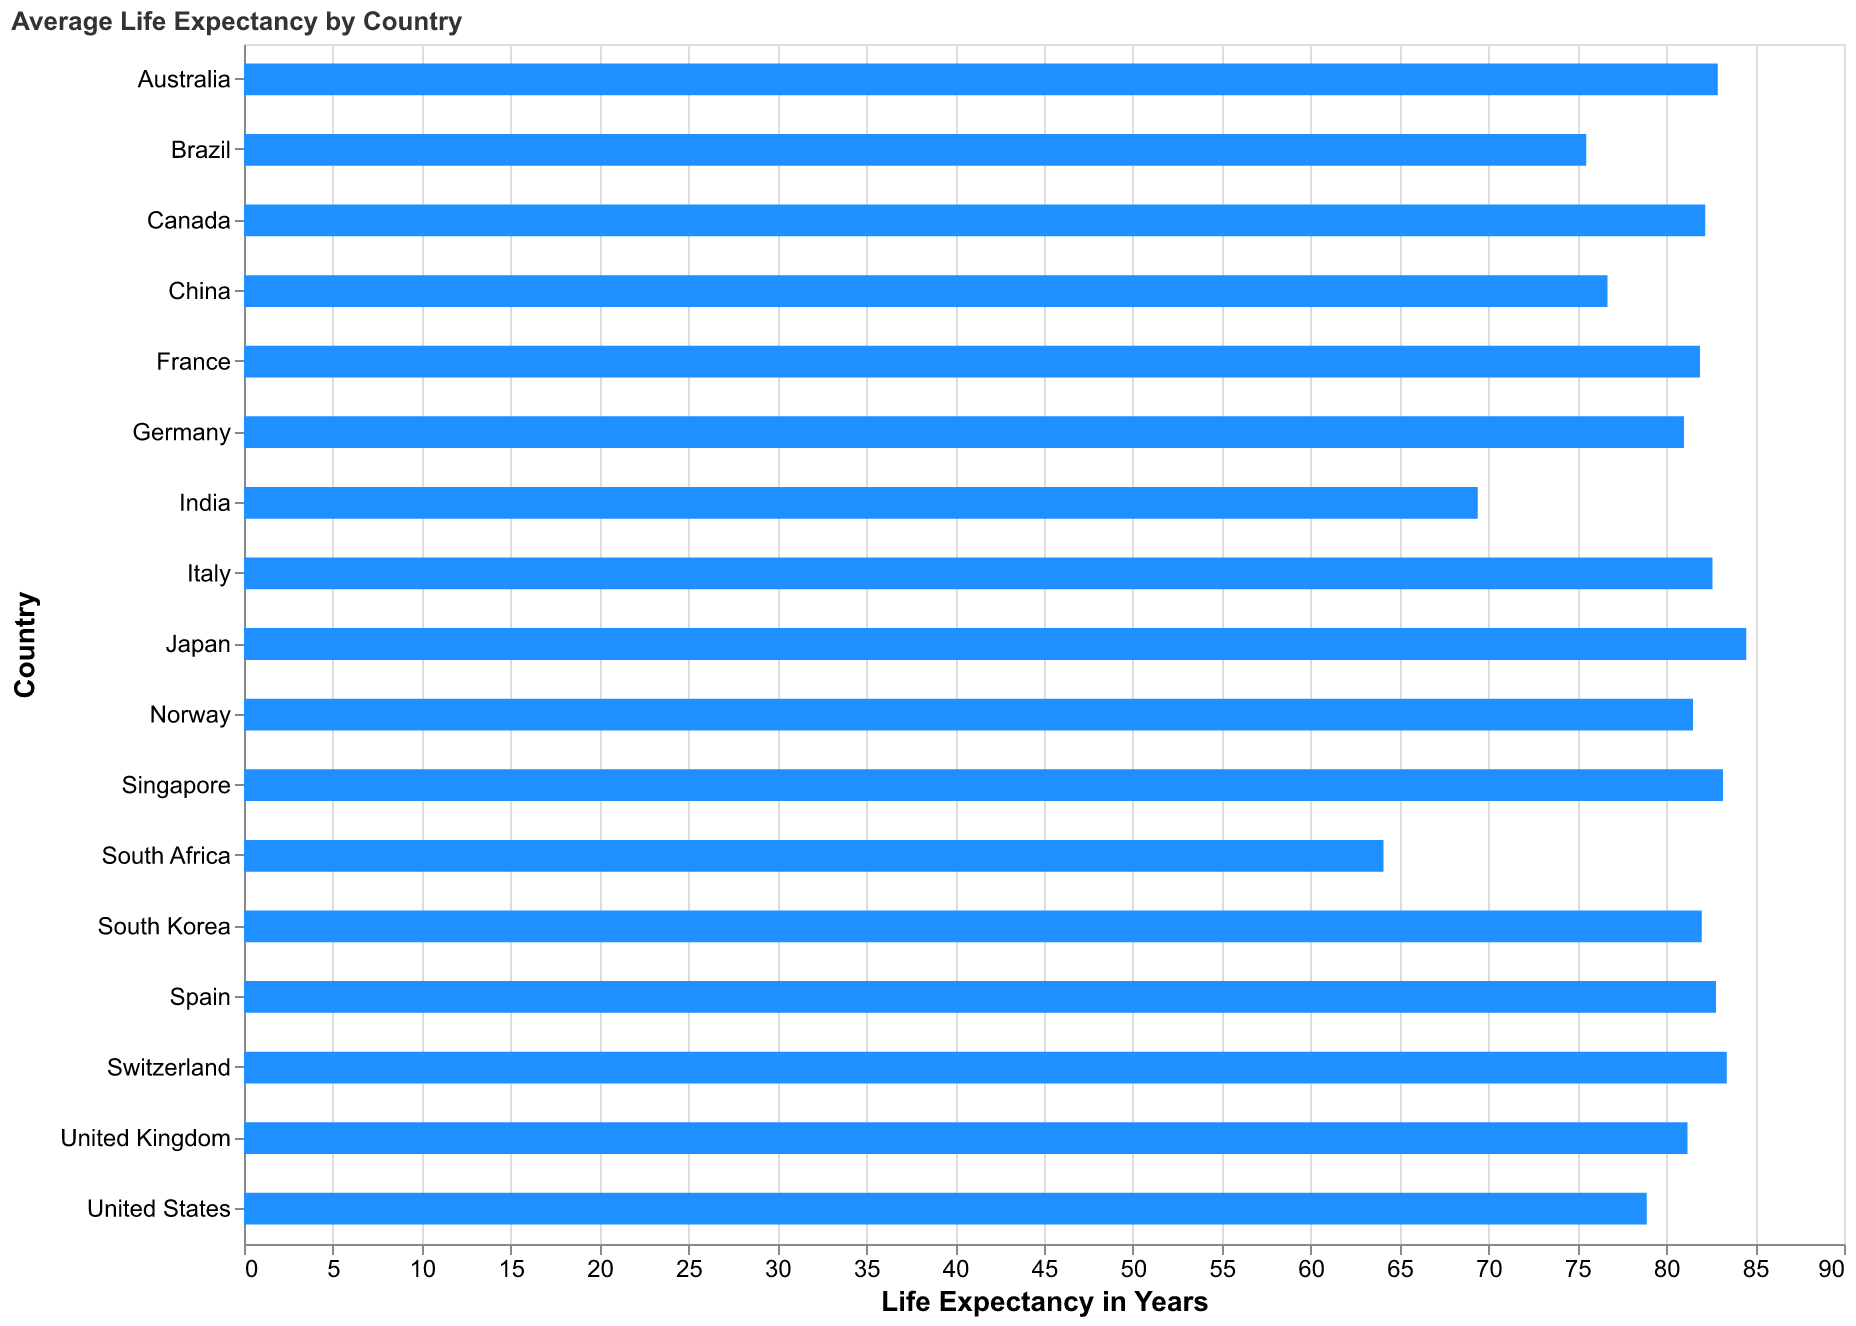 Average Life Expectancy by Country
Country
Australia
Brazil
Canada
China
France
Germany
India
Italy
Japan
Norway
Singapore
South Africa
South Korea
Spain
Switzerland
United Kingdom
United States
0 5 10 15 20 25 30 35 40 45 50 55 60 65 70 75 80 85 90
Life Expectancy in Years